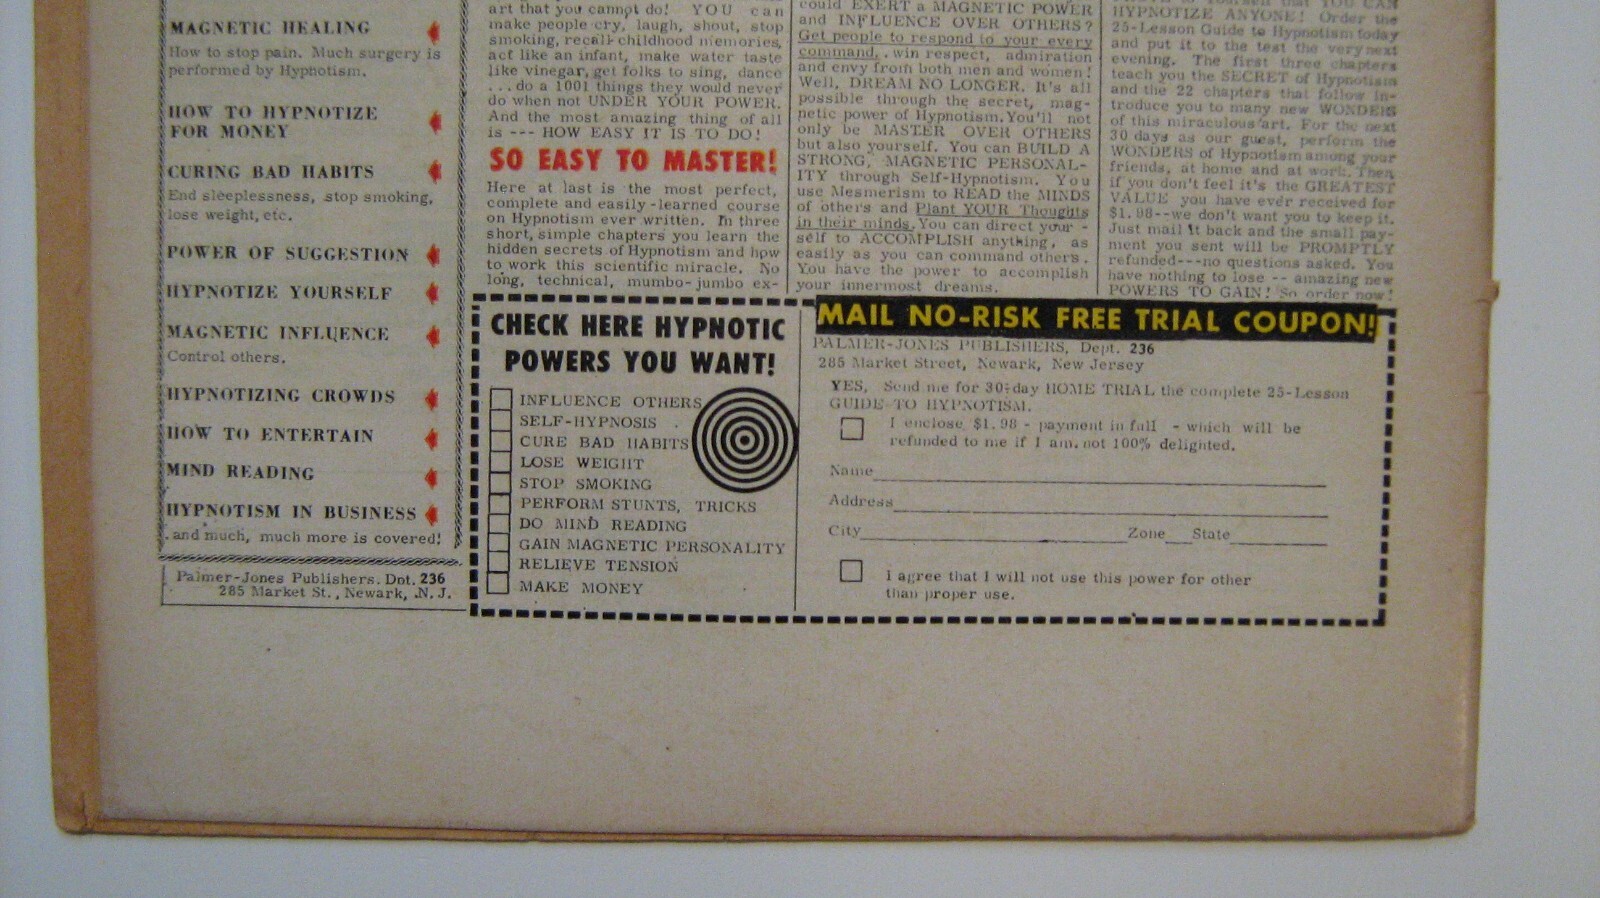 MAGNETIC HEALING
How to stop pain. Much surgery is
performed by Hypnotism.
HOW TO HYPNOTIZE
FOR MONEY
CURING BAD HABITS
End sleeplessness, stop smoking,
lose weight, etc.
POWER OF SUGGESTION
HYPNOTIZE YOURSELF
MAGNETIC INFLUENCE
Control others.
HYPNOTIZING CROWDS
HOW TO ENTERTAIN
MIND READING
HYPNOTISM IN BUSINESS
. and much, much more is covered!
Palmer-Jones Publishers. Dnt. 236
285 Market St., Newark, N. J.
art that you cannot do! YOU can
make people cry, laugh, shout, stop
smoking, recall childhood memories,
act like an infant, make water taste
like vinegar, get folks to sing, dance
...do a 1001 things they would never
do when not UNDER YOUR POWER.
And the most amazing thing of all
is --- HOW EASY IT IS TO DO!
SO EASY TO MASTER!
Here at last is the most perfect,
complete and easily-learned course
on Hypnotism ever written. In three
short, simple chapters you learn the
hidden secrets of Hypnotism and how
to work this scientific miracle. No
long, technical, mumbo-jumbo ex-
could EXERT a MAGNETIC POWER
and INFLUENCE OVER OTHERS?
Get people to respond to your every
command. . win respect, admiration
and envy from both men and women!
Well, DREAM NO LONGER. It's all
possible through the secret, mag-
netic power of Hypnotism. You'll not
only be MASTER OVER OTHERS
but also yourself. You can BUILD A
STRONG, MAGNETIC PERSONAL-
ITY through Self-Hypnotism. You
use Mesmerism to READ the MINDS
of others and Plant YOUR Thoughts
in their minds. You can direct your -
self to ACCOMPLISH anything, as
easily as you can command others.
You have the power to accomplish
your innermost dreams.
to yourself that YOU CAN
HYPNOTIZE ANYONE! Order the
25-Lesson Guide to Hypnotism today
and put it to the test the very next
evening. The first three chapters
teach you the SECRET of Hypnotism
and the 22 chapters that follow in-
troduce you to many new WONDERS
of this miraculous art. For the next
30 days as our guest, perform the
WONDERS of Hypnotism among your
friends, at home and at work. Then
if you don't feel it's the GREATEST
VALUE you have ever received for
$1.98--we don't want you to keep it.
Just mail it back and the small pay-
ment you sent will be PROMPTLY
refunded---no questions asked. You
have nothing to lose -- amazing new
POWERS TO GAIN! So order now!
CHECK HERE HYPNOTIC
POWERS YOU WANT!
INFLUENCE OTHERS
SELF-HYPNOSIS
CURE BAD HABITS
LOSE WEIGHT
STOP SMOKING
PERFORM STUNTS, TRICKS
DO MIND READING
GAIN MAGNETIC PERSONALITY
RELIEVE TENSION
MAKE MONEY
MAIL NO-RISK FREE TRIAL COUPON!
PALMER-JONES PUBLISHERS, Dept. 236
285 Market Street, Newark, New Jersey
YES, Send me for 30-day HOME TRIAL the complete 25-Lesson
GUIDE TO HYPNOTISM.
I enclose $1.98 - payment in full - which will be
refunded to me if I am not 100% delighted.
Name
Address
City Zone State
I agree that I will not use this power for other
than proper use.